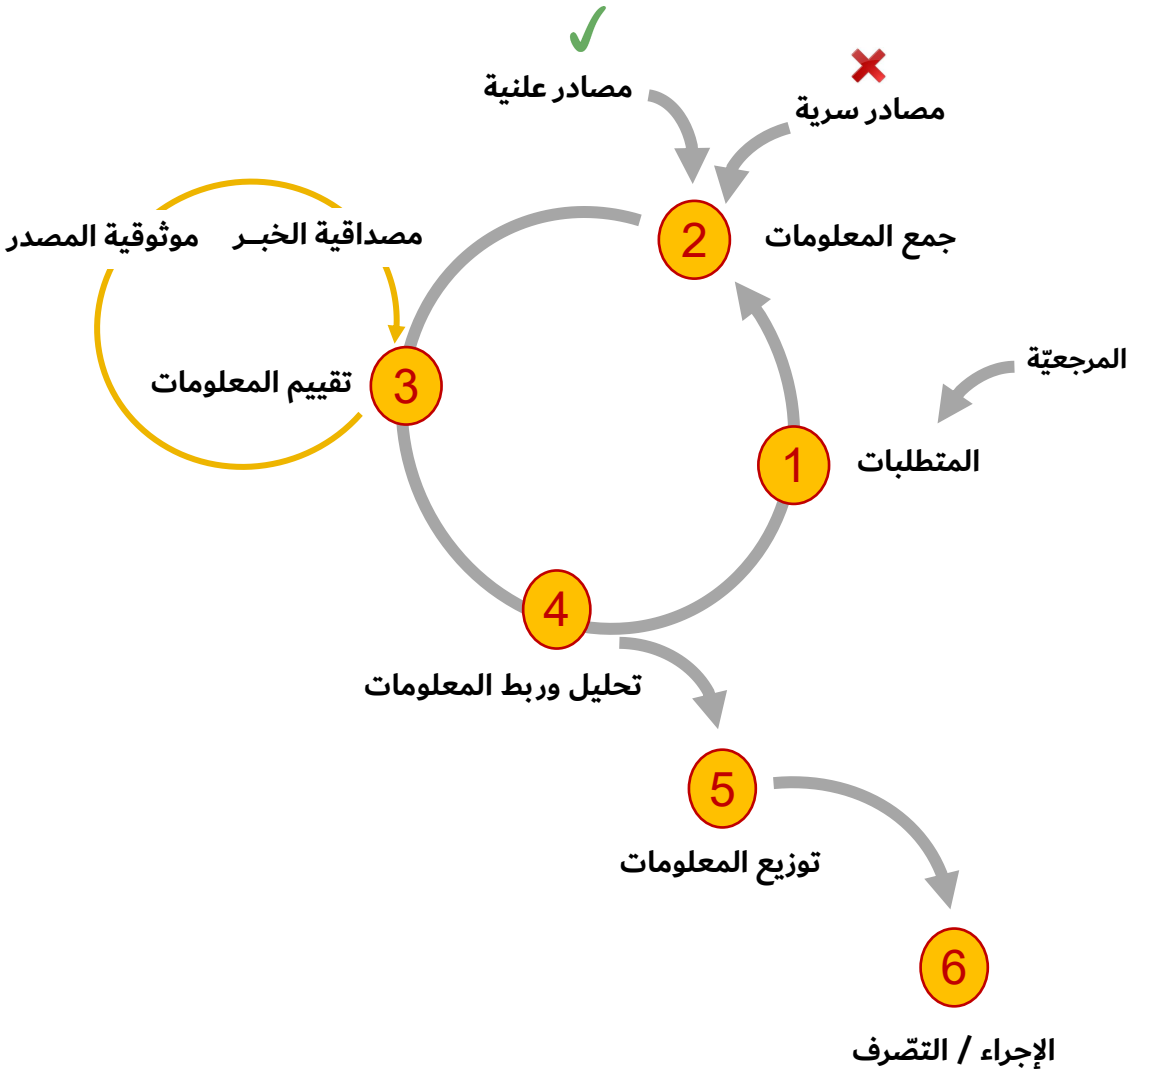 ✓
مصادر علنية
✖
مصادر سرية
2
جمع المعلومات
مصداقية الخبــر
موثوقية المصدر
المرجعيّة
3
تقييم المعلومات
1
المتطلبات
4
تحليل وربط المعلومات
5
توزيع المعلومات
6
الإجراء / التصّرف